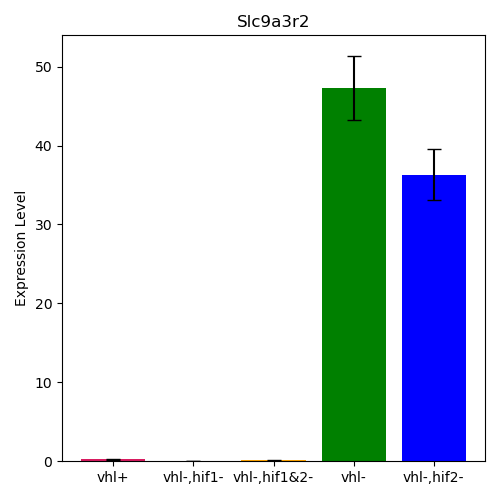 Slc9a3r2
Expression Level
50
40
30
20
10
0
vhl+
vhl-,hif1-
vhl-,hif1&2-
vhl-
vhl-,hif2-